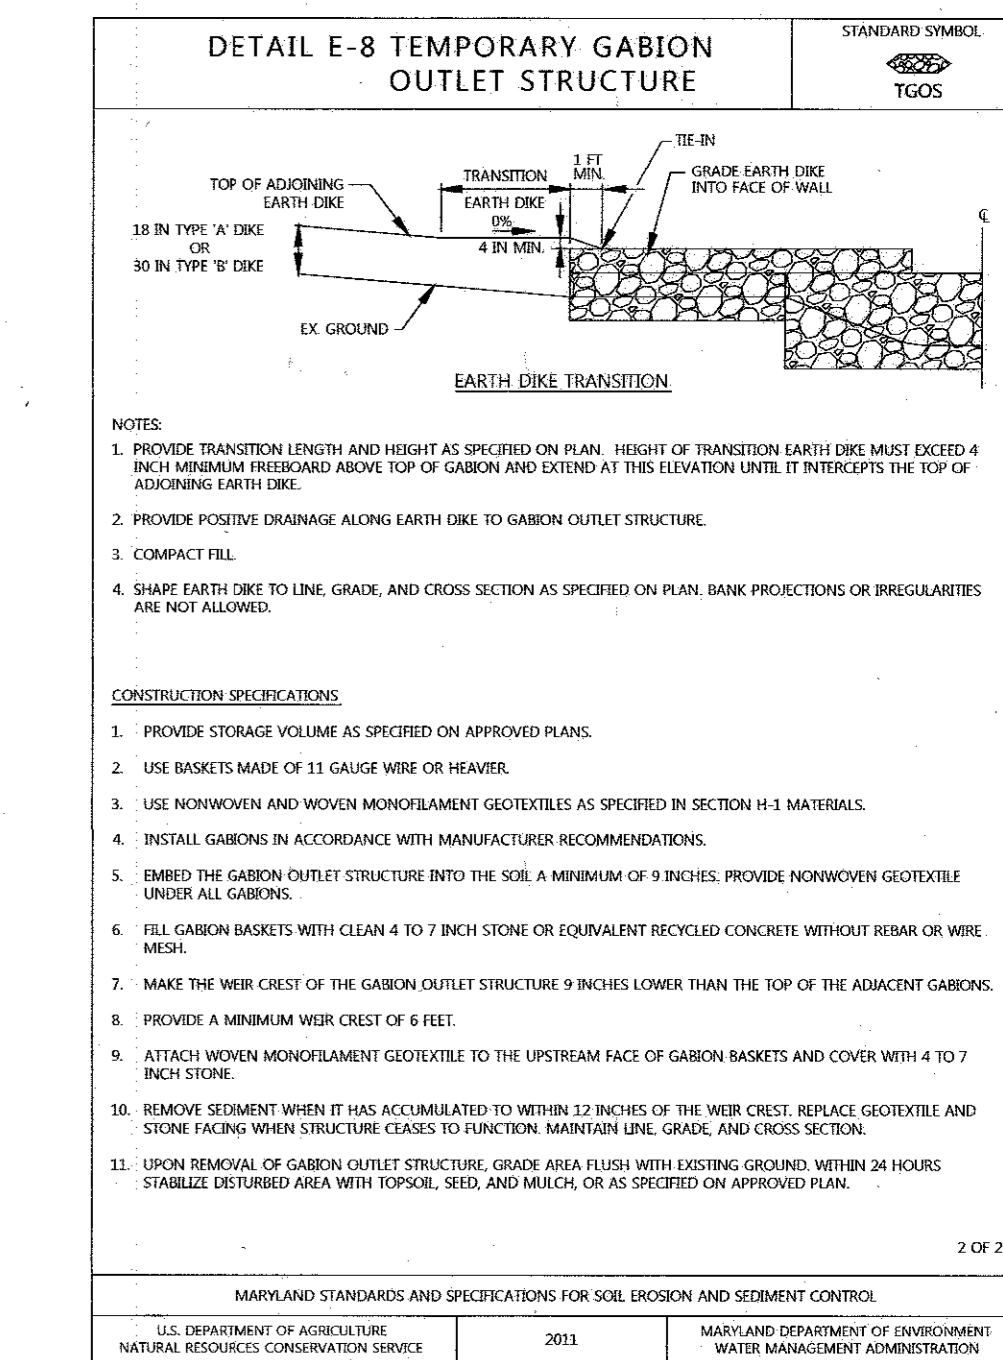 DETAIL E-8 TEMPORARY GABION
OUTLET STRUCTURE
STANDARD SYMBOL
TGOS
TIE-IN
1 FT
MIN.
TRANSITION
GRADE EARTH DIKE
INTO FACE OF WALL
TOP OF ADJOINING
EARTH DIKE
EARTH DIKE
0%
4 IN MIN.
18 IN TYPE 'A' DIKE
OR
30 IN TYPE 'B' DIKE
℄
EX. GROUND
EARTH DIKE TRANSITION
NOTES:
1. PROVIDE TRANSITION LENGTH AND HEIGHT AS SPECIFIED ON PLAN. HEIGHT OF TRANSITION EARTH DIKE MUST EXCEED 4
INCH MINIMUM FREEBOARD ABOVE TOP OF GABION AND EXTEND AT THIS ELEVATION UNTIL IT INTERCEPTS THE TOP OF
ADJOINING EARTH DIKE.
2. PROVIDE POSITIVE DRAINAGE ALONG EARTH DIKE TO GABION OUTLET STRUCTURE.
3. COMPACT FILL.
4. SHAPE EARTH DIKE TO LINE, GRADE, AND CROSS SECTION AS SPECIFIED ON PLAN. BANK PROJECTIONS OR IRREGULARITIES
ARE NOT ALLOWED.
CONSTRUCTION SPECIFICATIONS
1. PROVIDE STORAGE VOLUME AS SPECIFIED ON APPROVED PLANS.
2. USE BASKETS MADE OF 11 GAUGE WIRE OR HEAVIER.
3. USE NONWOVEN AND WOVEN MONOFILAMENT GEOTEXTILES AS SPECIFIED IN SECTION H-1 MATERIALS.
4. INSTALL GABIONS IN ACCORDANCE WITH MANUFACTURER RECOMMENDATIONS.
5. EMBED THE GABION OUTLET STRUCTURE INTO THE SOIL A MINIMUM OF 9 INCHES. PROVIDE NONWOVEN GEOTEXTILE
UNDER ALL GABIONS.
6. FILL GABION BASKETS WITH CLEAN 4 TO 7 INCH STONE OR EQUIVALENT RECYCLED CONCRETE WITHOUT REBAR OR WIRE
MESH.
7. MAKE THE WEIR CREST OF THE GABION OUTLET STRUCTURE 9 INCHES LOWER THAN THE TOP OF THE ADJACENT GABIONS.
8. PROVIDE A MINIMUM WEIR CREST OF 6 FEET.
9. ATTACH WOVEN MONOFILAMENT GEOTEXTILE TO THE UPSTREAM FACE OF GABION BASKETS AND COVER WITH 4 TO 7
INCH STONE.
10. REMOVE SEDIMENT WHEN IT HAS ACCUMULATED TO WITHIN 12 INCHES OF THE WEIR CREST. REPLACE GEOTEXTILE AND
STONE FACING WHEN STRUCTURE CEASES TO FUNCTION. MAINTAIN LINE, GRADE, AND CROSS SECTION.
11. UPON REMOVAL OF GABION OUTLET STRUCTURE, GRADE AREA FLUSH WITH EXISTING GROUND. WITHIN 24 HOURS
STABILIZE DISTURBED AREA WITH TOPSOIL, SEED, AND MULCH, OR AS SPECIFIED ON APPROVED PLAN.
2 OF 2
MARYLAND STANDARDS AND SPECIFICATIONS FOR SOIL EROSION AND SEDIMENT CONTROL
U.S. DEPARTMENT OF AGRICULTURE
NATURAL RESOURCES CONSERVATION SERVICE
2011
MARYLAND DEPARTMENT OF ENVIRONMENT
WATER MANAGEMENT ADMINISTRATION